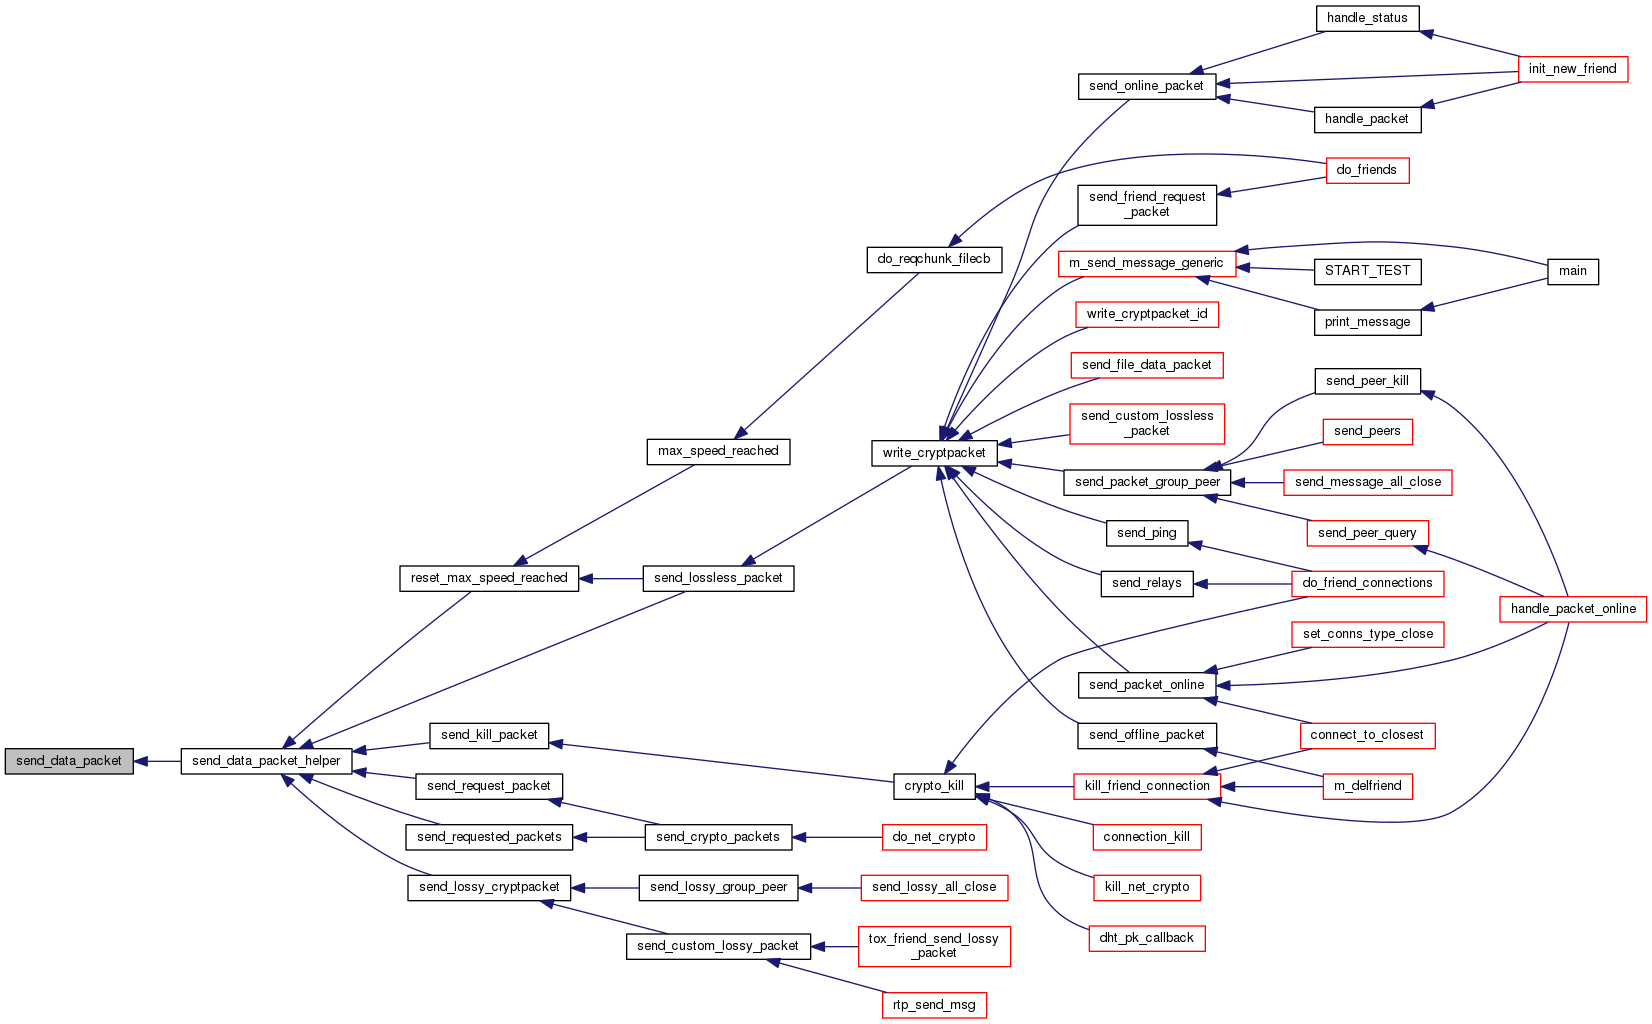 handle_status
init_new_friend
send_online_packet
handle_packet
do_friends
send_friend_request
_packet
do_reqchunk_filecb
m_send_message_generic
START_TEST
main
write_cryptpacket_id
print_message
send_file_data_packet
send_peer_kill
send_custom_lossless
_packet
send_peers
max_speed_reached
write_cryptpacket
send_packet_group_peer
send_message_all_close
send_ping
send_peer_query
reset_max_speed_reached
send_lossless_packet
send_relays
do_friend_connections
handle_packet_online
set_conns_type_close
send_packet_online
send_kill_packet
send_offline_packet
connect_to_closest
send_data_packet
send_data_packet_helper
send_request_packet
crypto_kill
kill_friend_connection
m_delfriend
send_requested_packets
send_crypto_packets
do_net_crypto
connection_kill
send_lossy_cryptpacket
send_lossy_group_peer
send_lossy_all_close
kill_net_crypto
send_custom_lossy_packet
tox_friend_send_lossy
_packet
dht_pk_callback
rtp_send_msg